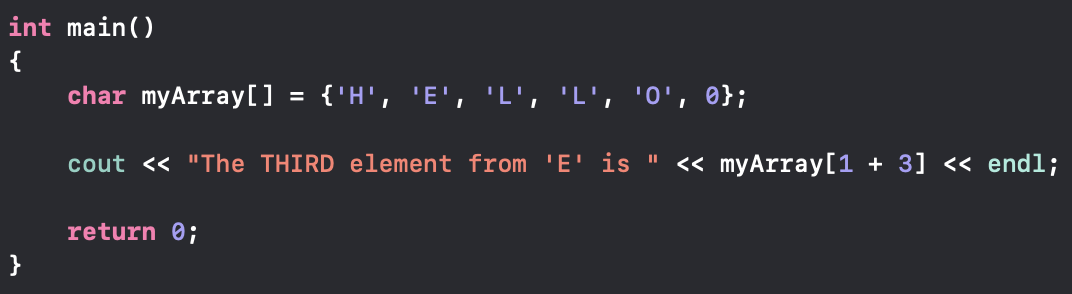 int main()
{
    char myArray[] = {'H', 'E', 'L', 'L', 'O', 0};
    cout << "The THIRD element from 'E' is " << myArray[1 + 3] << endl;
    return 0;
}